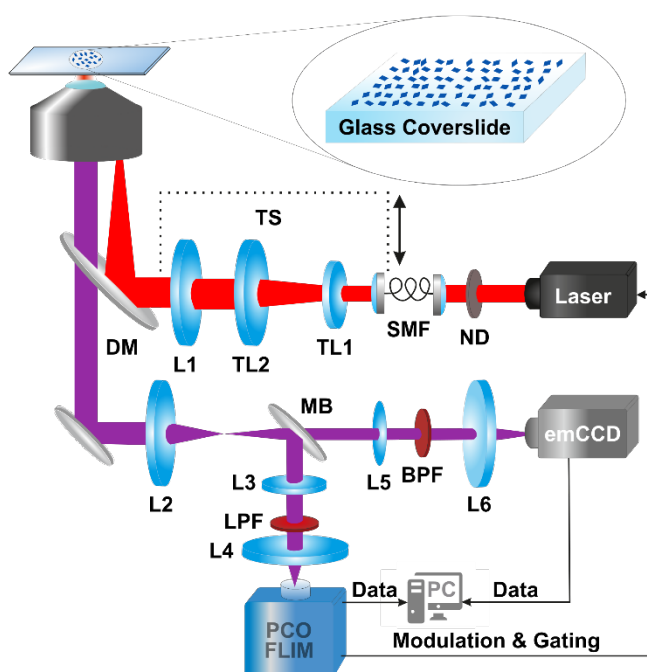 Glass Coverslide
TS
DM
L1
TL2
TL1
SMF
ND
Laser
MB
L2
L3
LPF
L4
L5
BPF
L6
emCCD
PCO
FLIM
Data
PC
Data
Modulation & Gating